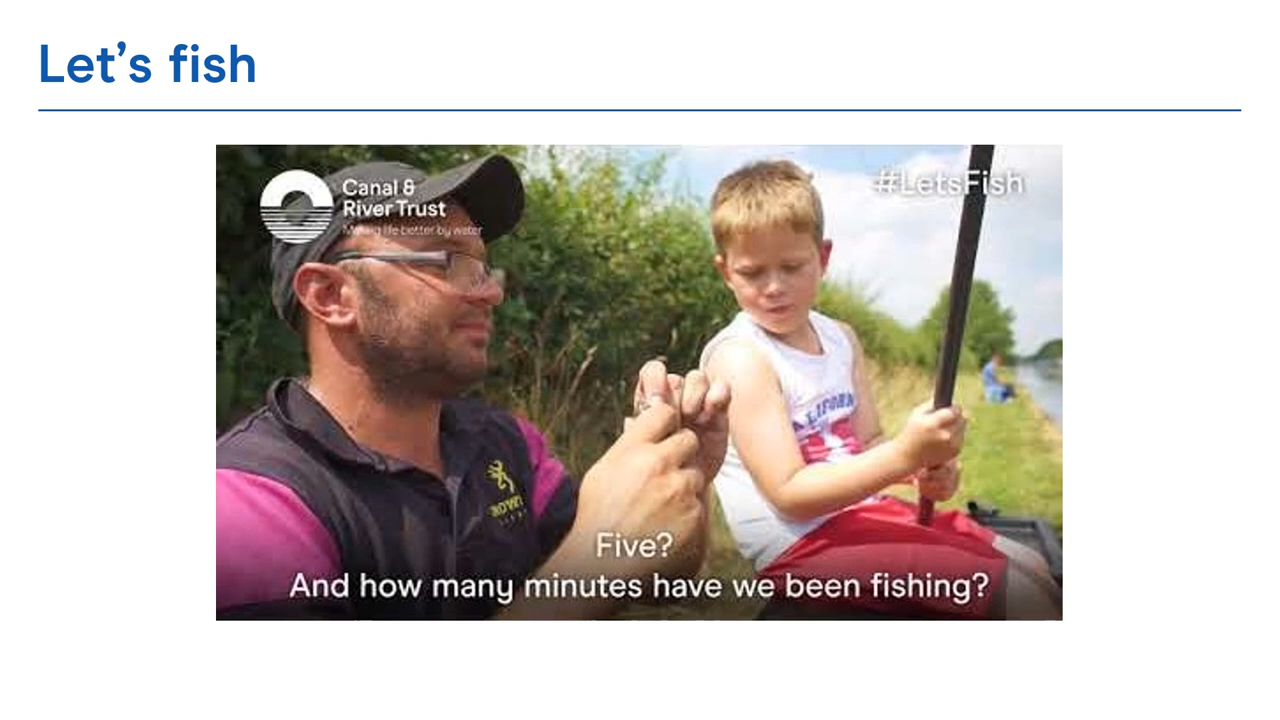 Let’s fish
Canal &
River Trust
Making life better by water
#LetsFish
Five?
And how many minutes have we been fishing?